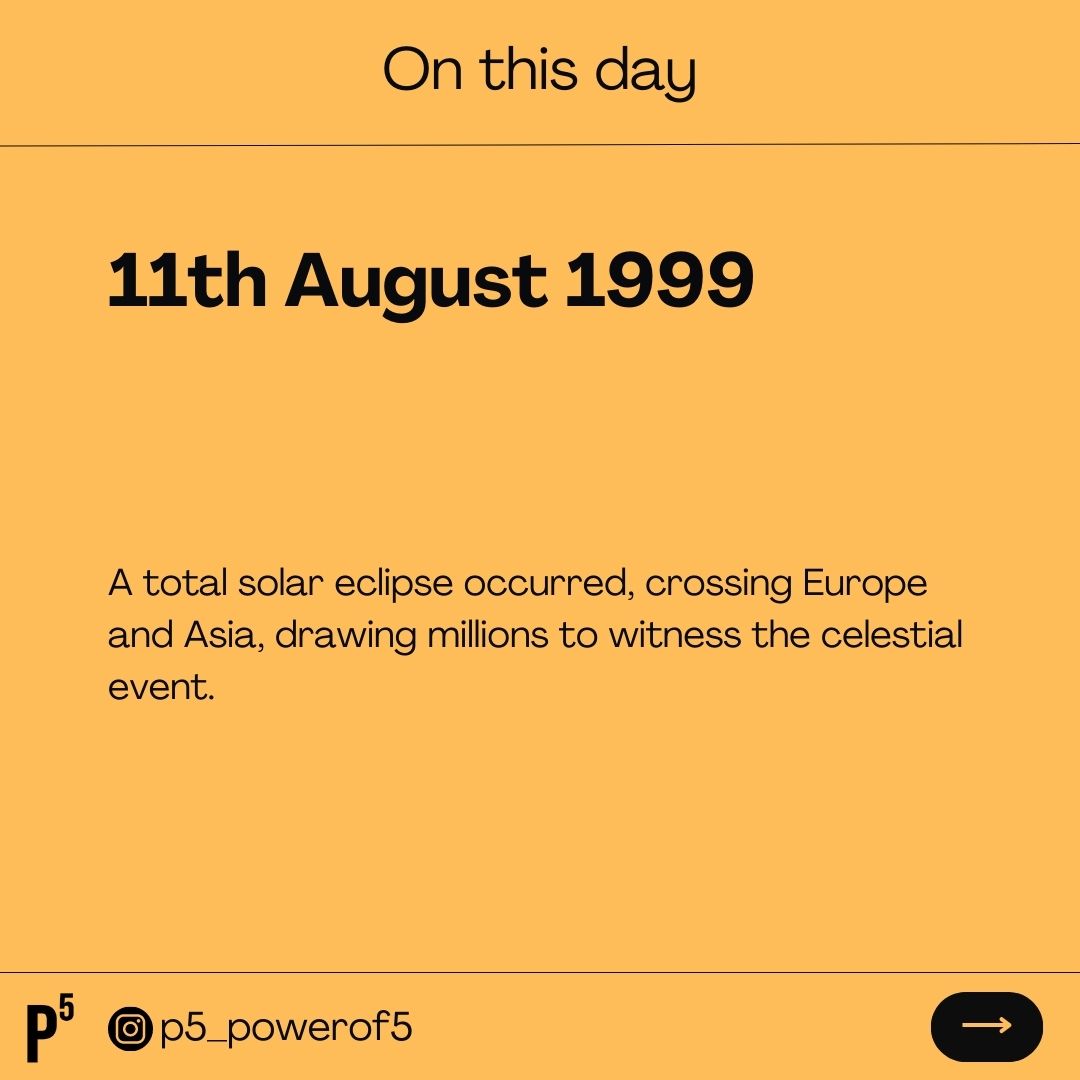 On this day
11th August 1999
A total solar eclipse occurred, crossing Europe
and Asia, drawing millions to witness the celestial
event.
P5 p5_powerof5